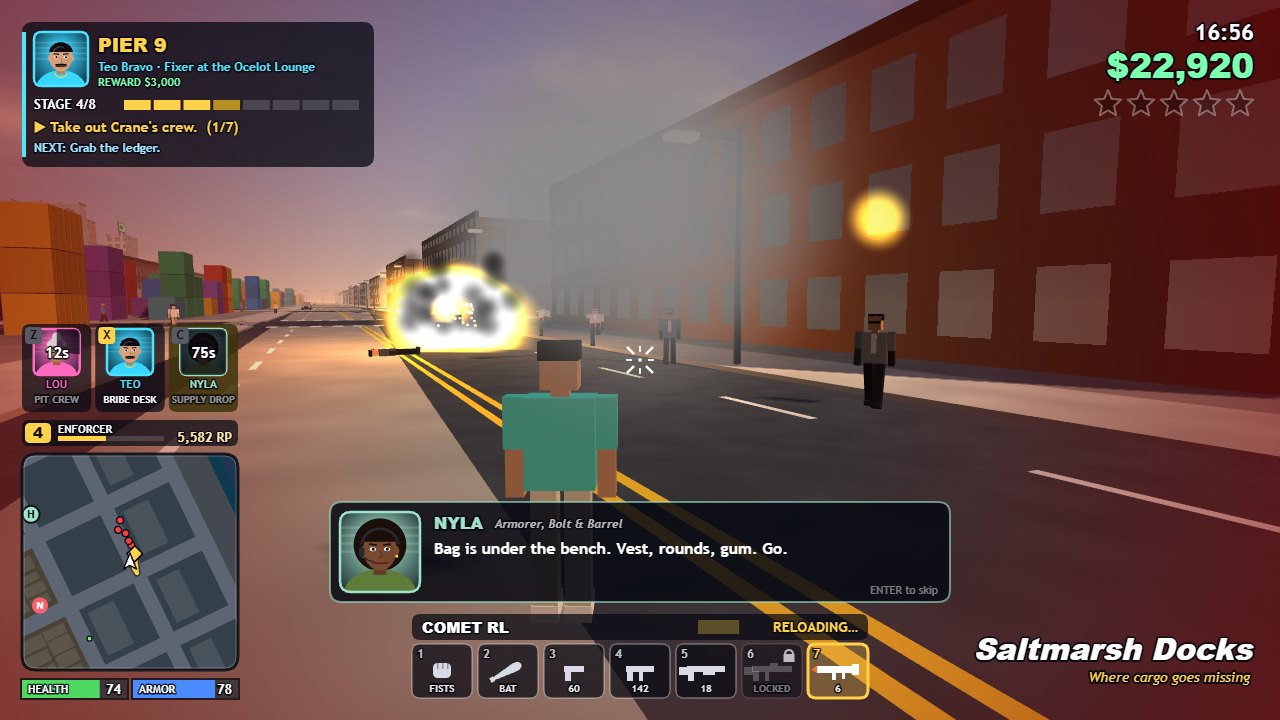 PIER 9
Teo Bravo · Fixer at the Ocelot Lounge
REWARD $3,000
STAGE 4/8
Take out Crane's crew. (1/7)
NEXT: Grab the ledger.
16:56
$22,920
Z
12s
LOU
PIT CREW
X
TEO
BRIBE DESK
C
75s
NYLA
SUPPLY DROP
4
ENFORCER
5,582 RP
H
N
HEALTH 74
ARMOR 78
NYLA Armorer, Bolt & Barrel
Bag is under the bench. Vest, rounds, gum. Go.
ENTER to skip
COMET RL
RELOADING...
1
FISTS
2
BAT
3
60
4
142
5
18
6
LOCKED
7
6
Saltmarsh Docks
Where cargo goes missing